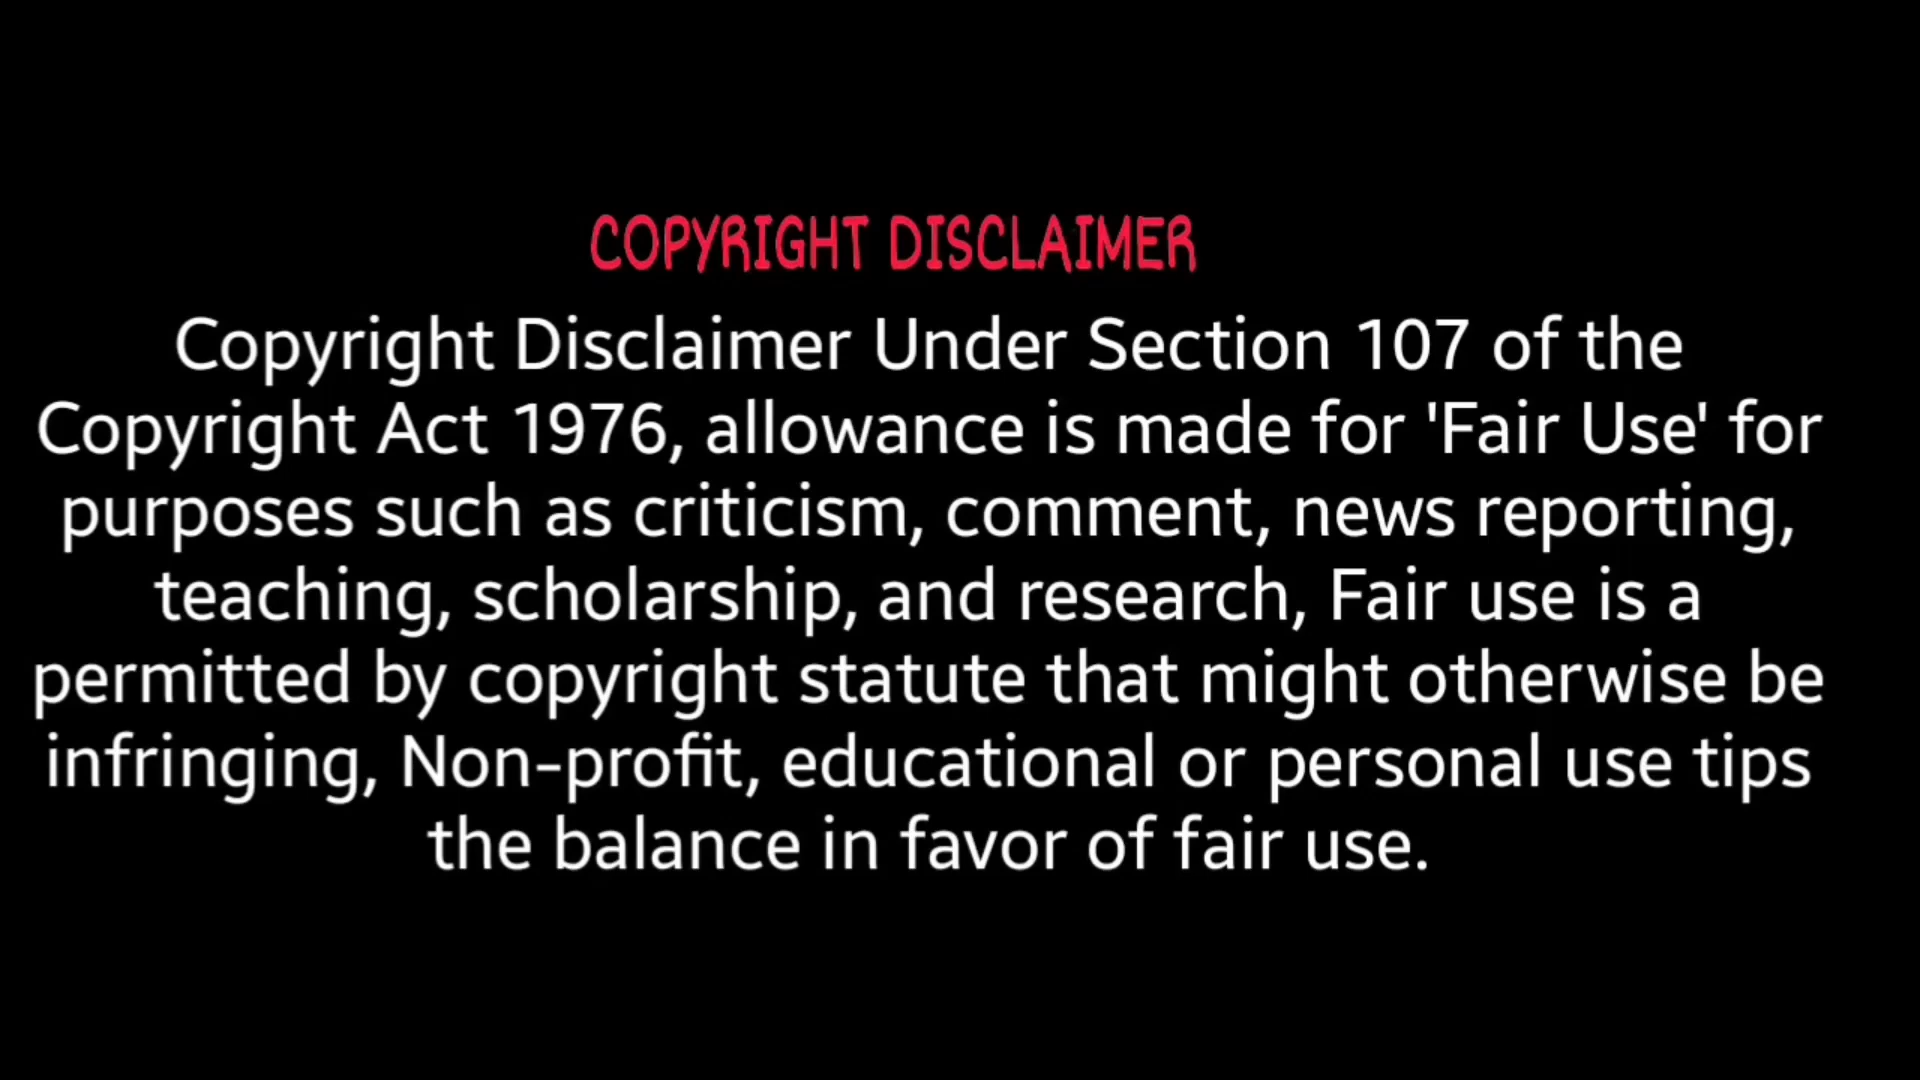 COPYRIGHT DISCLAIMER
Copyright Disclaimer Under Section 107 of the
Copyright Act 1976, allowance is made for 'Fair Use' for
purposes such as criticism, comment, news reporting,
teaching, scholarship, and research, Fair use is a
permitted by copyright statute that might otherwise be
infringing, Non-profit, educational or personal use tips
the balance in favor of fair use.